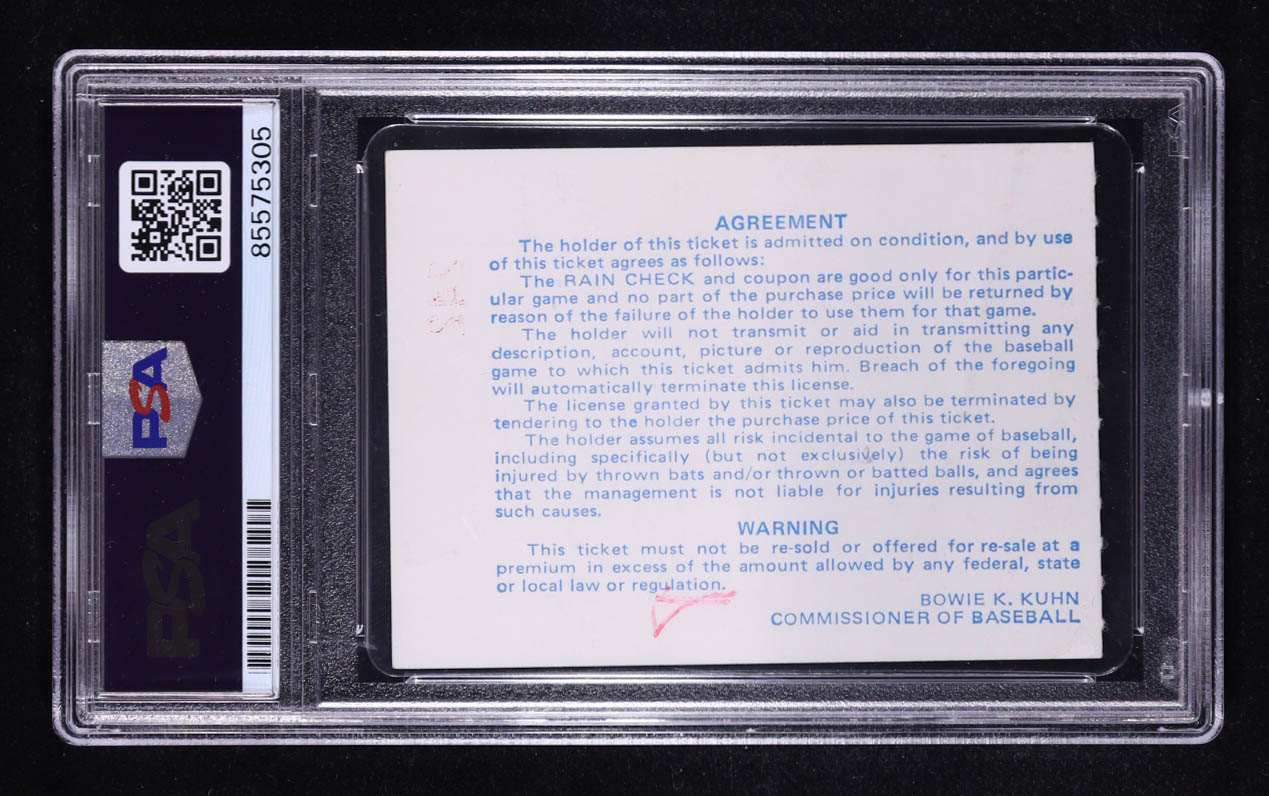 85575305
PSA
PSA
AGREEMENT
The holder of this ticket is admitted on condition, and by use
of this ticket agrees as follows:
The RAIN CHECK and coupon are good only for this partic-
ular game and no part of the purchase price will be returned by
reason of the failure of the holder to use them for that game.
The holder will not transmit or aid in transmitting any
description, account, picture or reproduction of the baseball
game to which this ticket admits him. Breach of the foregoing
will automatically terminate this license.
The license granted by this ticket may also be terminated by
tendering to the holder the purchase price of this ticket.
The holder assumes all risk incidental to the game of baseball,
including specifically (but not exclusively) the risk of being
injured by thrown bats and/or thrown or batted balls, and agrees
that the management is not liable for injuries resulting from
such causes.
WARNING
This ticket must not be re-sold or offered for re-sale at a
premium in excess of the amount allowed by any federal, state
or local law or regulation.
BOWIE K. KUHN
COMMISSIONER OF BASEBALL
PSA